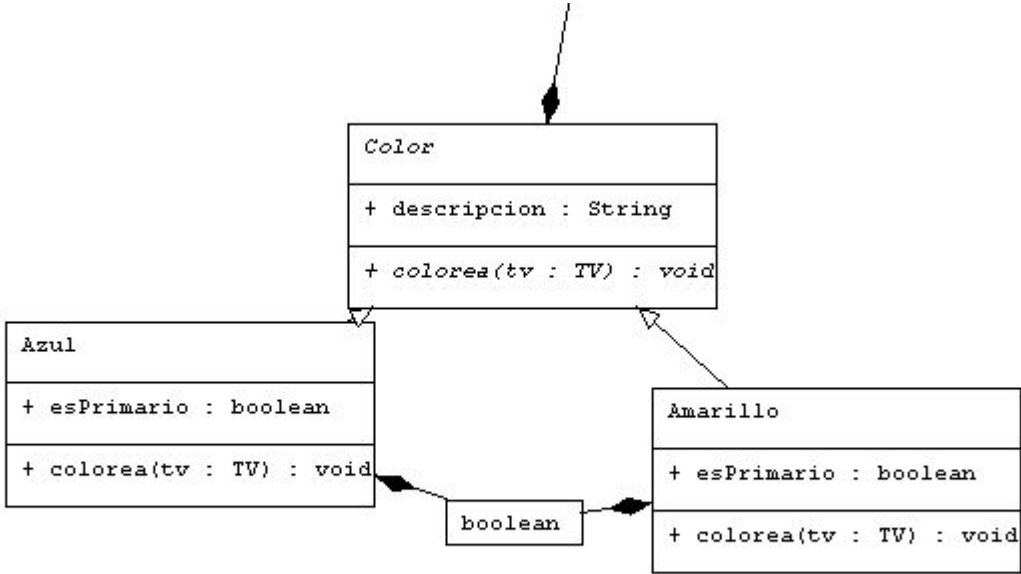 Color
+ descripcion : String
+ colorea(tv : TV) : void
Azul
+ esPrimario : boolean
+ colorea(tv : TV) : void
Amarillo
+ esPrimario : boolean
+ colorea(tv : TV) : void
boolean